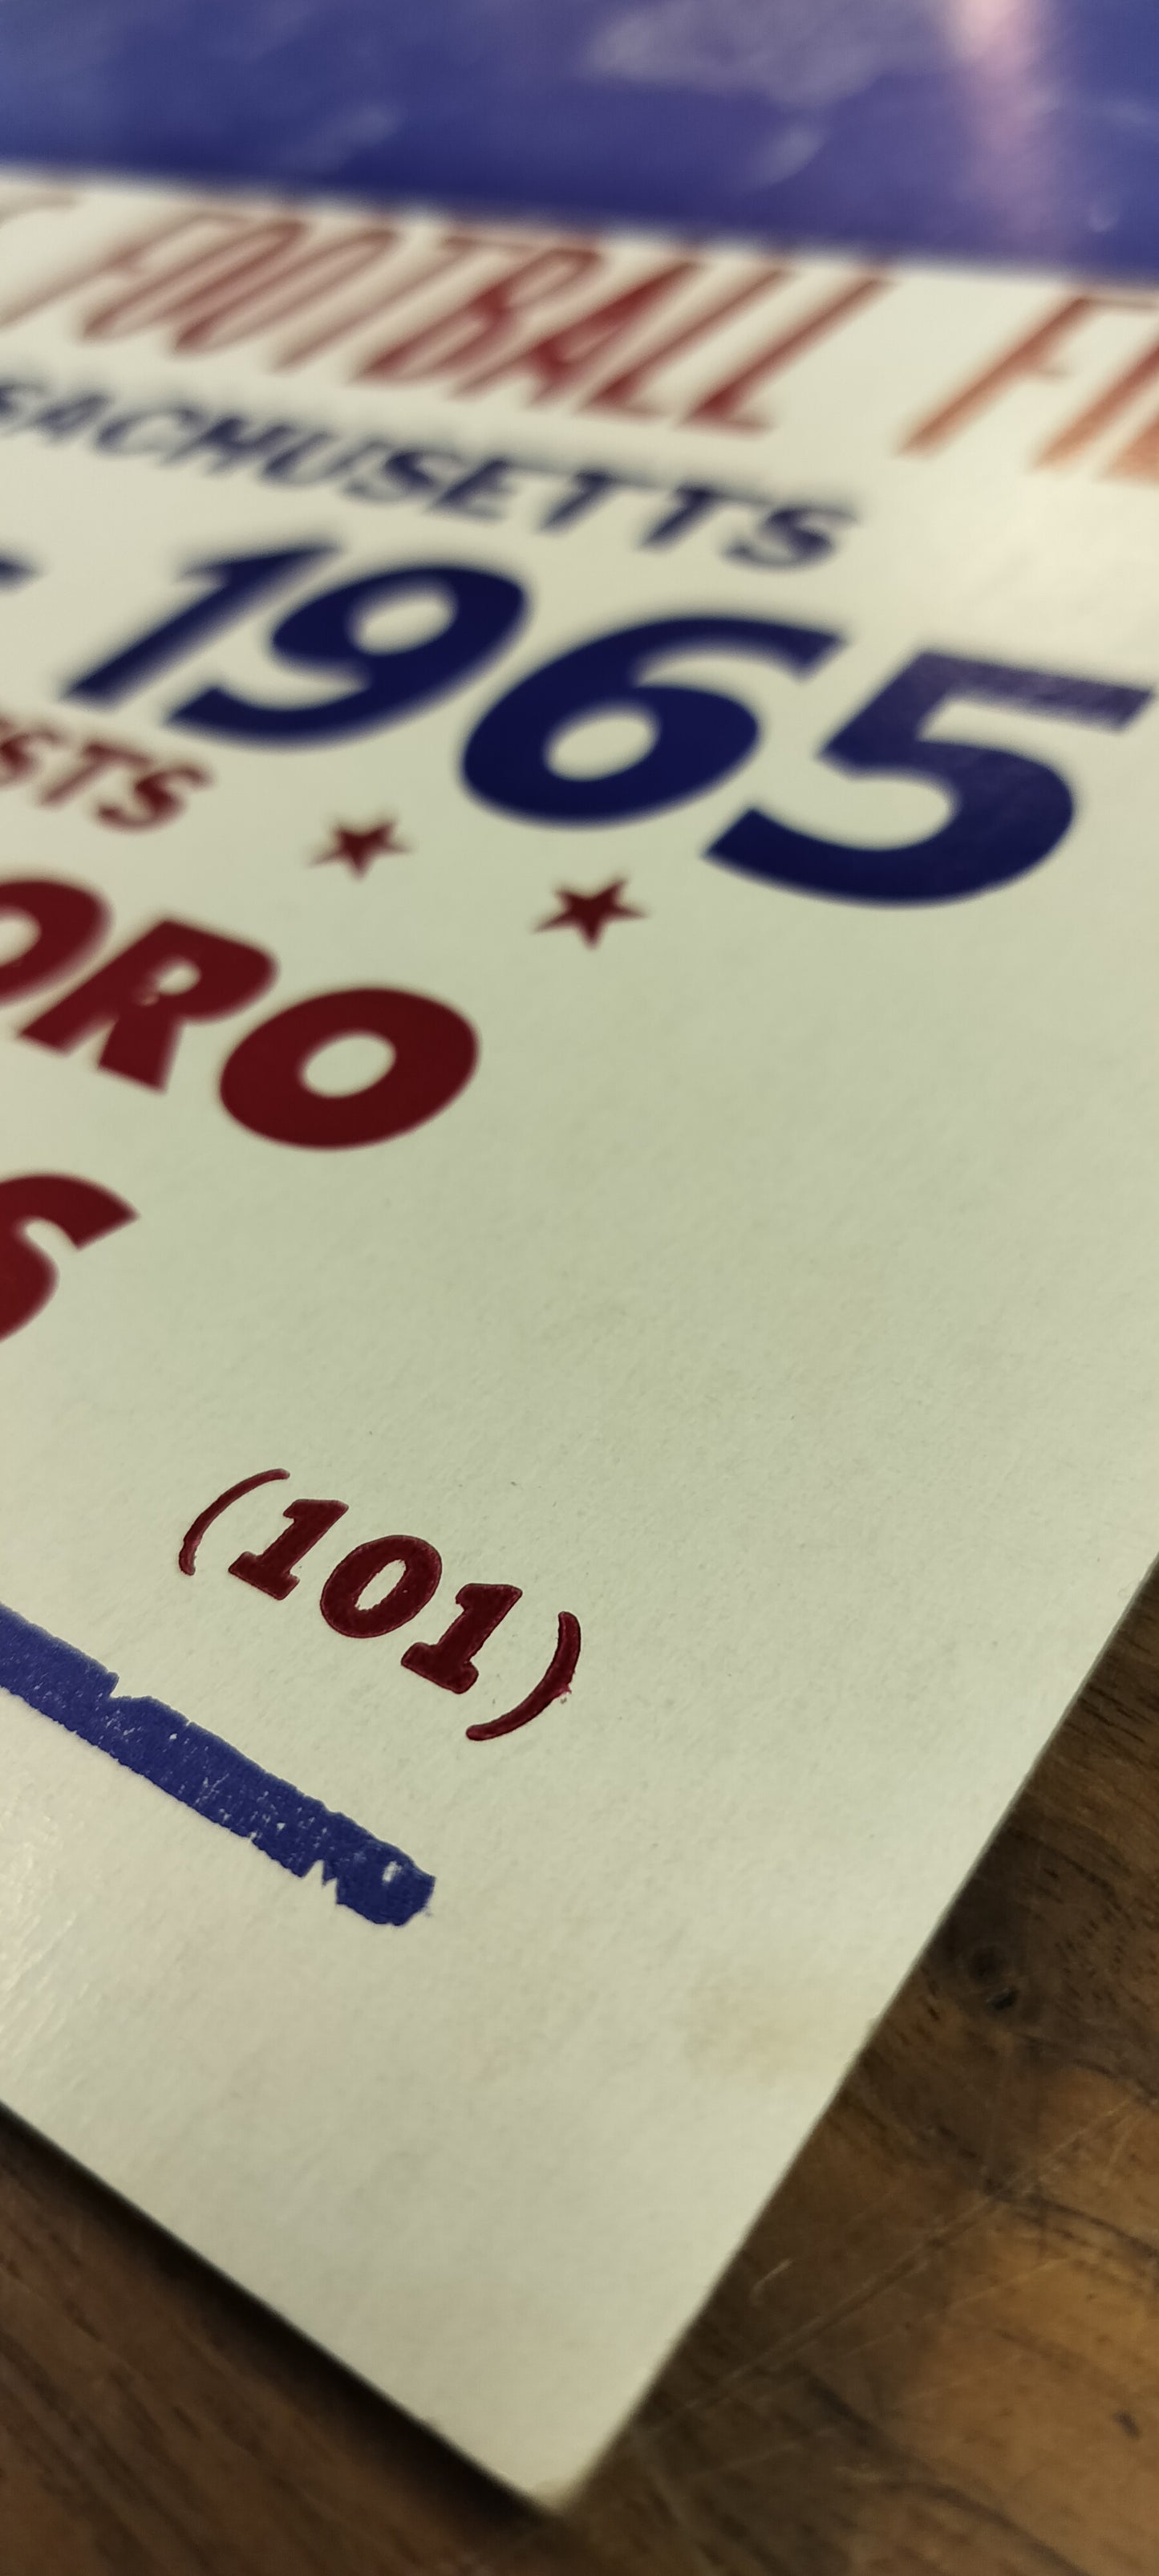 FOOTBALL FI
SACHUSETTS
- 1965
STS ★ ★
ORO
S
(101)